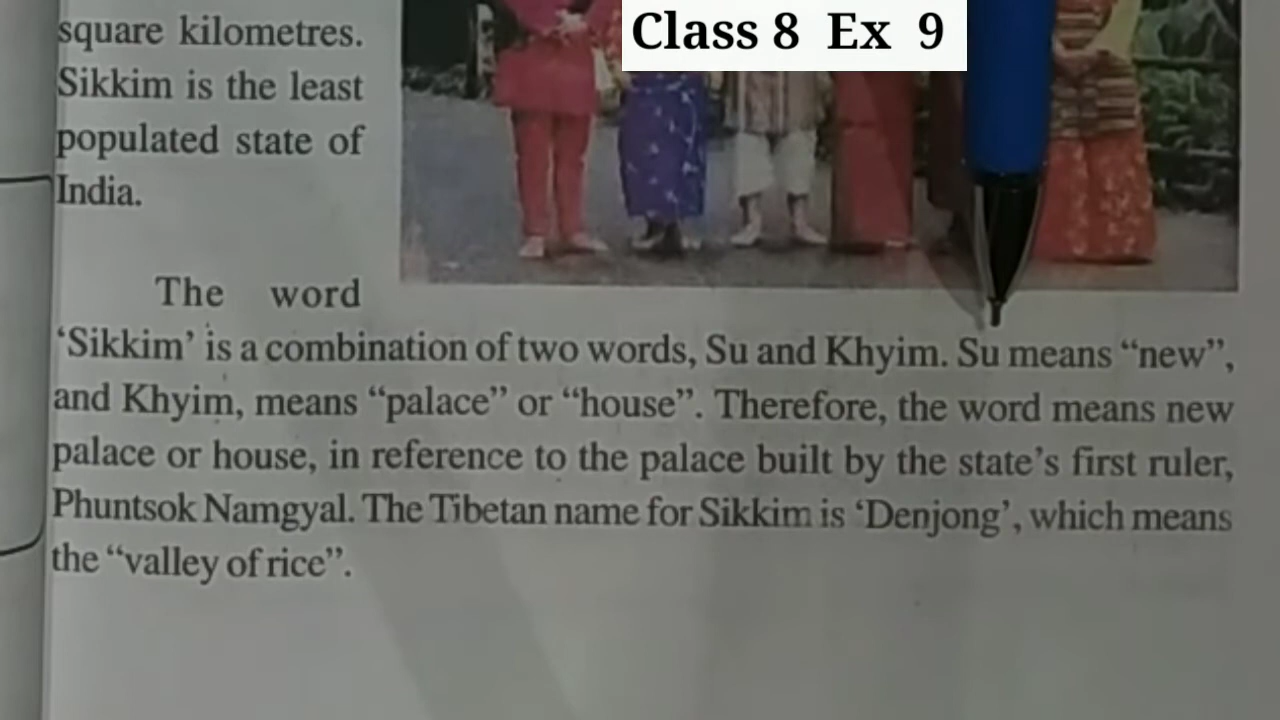 Class 8 Ex 9
square kilometres.
Sikkim is the least
populated state of
India.
The word
‘Sikkim’ is a combination of two words, Su and Khyim. Su means “new”,
and Khyim, means “palace” or “house”. Therefore, the word means new
palace or house, in reference to the palace built by the state’s first ruler,
Phuntsok Namgyal. The Tibetan name for Sikkim is ‘Denjong’, which means
the “valley of rice”.